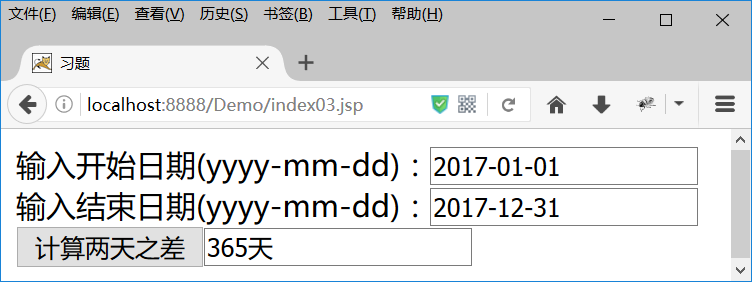 文件(F) 编辑(E) 查看(V) 历史(S) 书签(B) 工具(T) 帮助(H)
习题
localhost:8888/Demo/index03.jsp
输入开始日期(yyyy-mm-dd)：2017-01-01
输入结束日期(yyyy-mm-dd)：2017-12-31
计算两天之差 365天